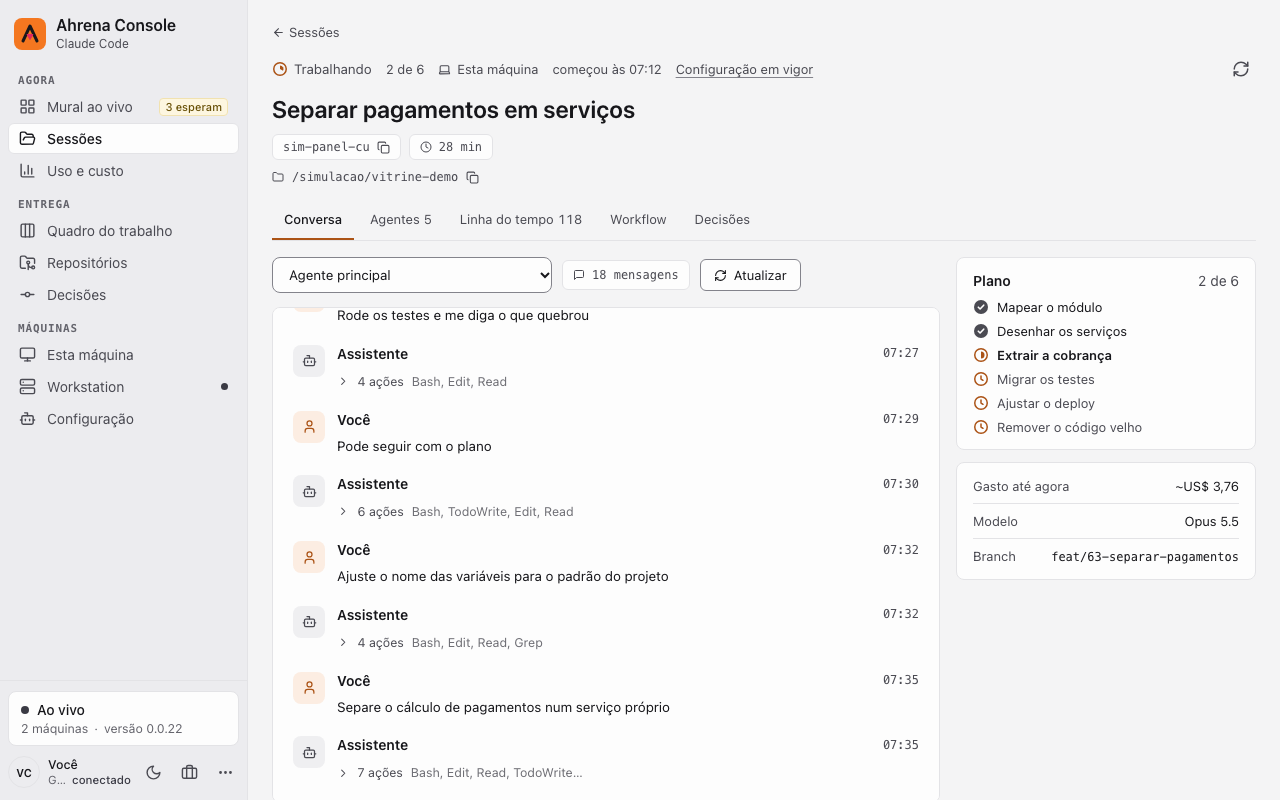 Ahrena Console
Claude Code
AGORA
Mural ao vivo
3 esperam
Sessões
Uso e custo
ENTREGA
Quadro do trabalho
Repositórios
Decisões
MÁQUINAS
Esta máquina
Workstation
Configuração
Ao vivo
2 máquinas · versão 0.0.22
VC
Você
G... conectado
← Sessões
Trabalhando 2 de 6 Esta máquina começou às 07:12 Configuração em vigor
Separar pagamentos em serviços
sim-panel-cu 28 min
/simulacao/vitrine-demo
Conversa Agentes 5 Linha do tempo 118 Workflow Decisões
Agente principal 18 mensagens Atualizar
Rode os testes e me diga o que quebrou
Assistente 07:27
4 ações Bash, Edit, Read
Você 07:29
Pode seguir com o plano
Assistente 07:30
6 ações Bash, TodoWrite, Edit, Read
Você 07:32
Ajuste o nome das variáveis para o padrão do projeto
Assistente 07:32
4 ações Bash, Edit, Read, Grep
Você 07:35
Separe o cálculo de pagamentos num serviço próprio
Assistente 07:35
7 ações Bash, Edit, Read, TodoWrite...
Plano 2 de 6
Mapear o módulo
Desenhar os serviços
Extrair a cobrança
Migrar os testes
Ajustar o deploy
Remover o código velho
Gasto até agora ~US$ 3,76
Modelo Opus 5.5
Branch feat/63-separar-pagamentos